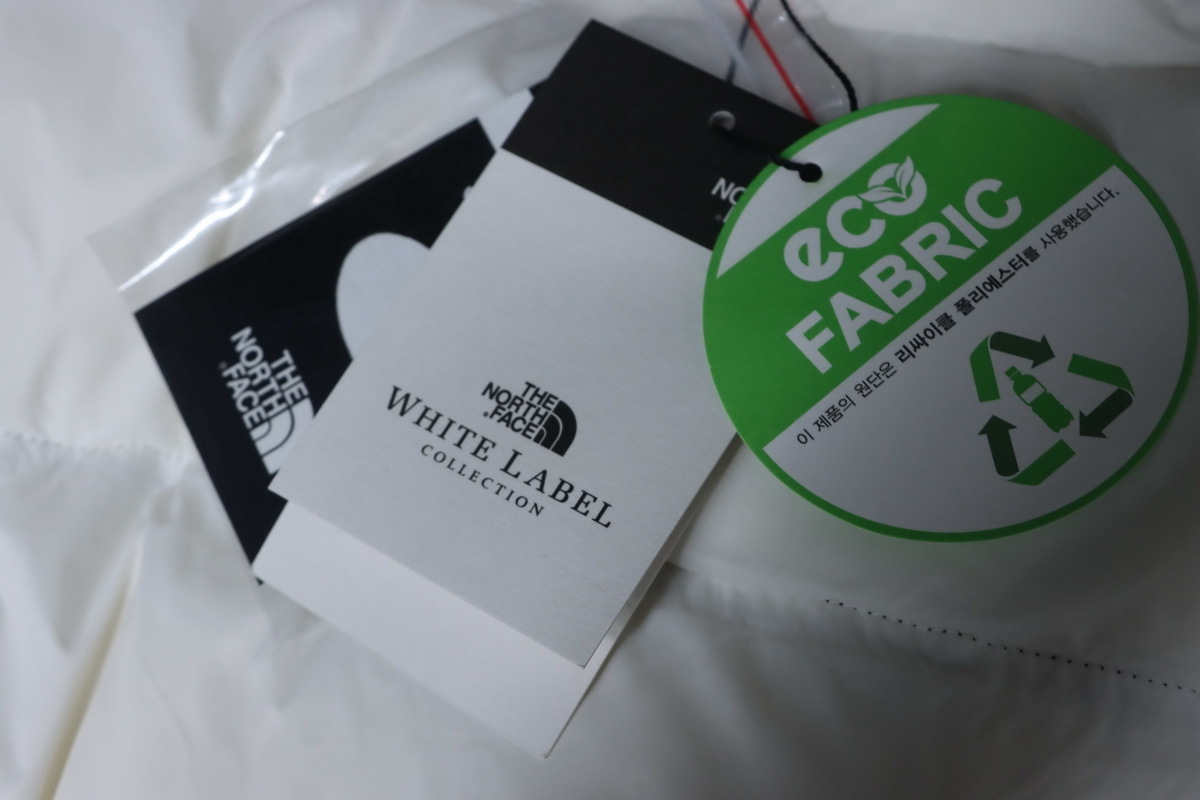 THE
NORTH
FACE
THE
NORTH
FACE
WHITE LABEL
COLLECTION
eco
FABRIC
이 제품의 원단은 리싸이클 폴리에스터를 사용했습니다.